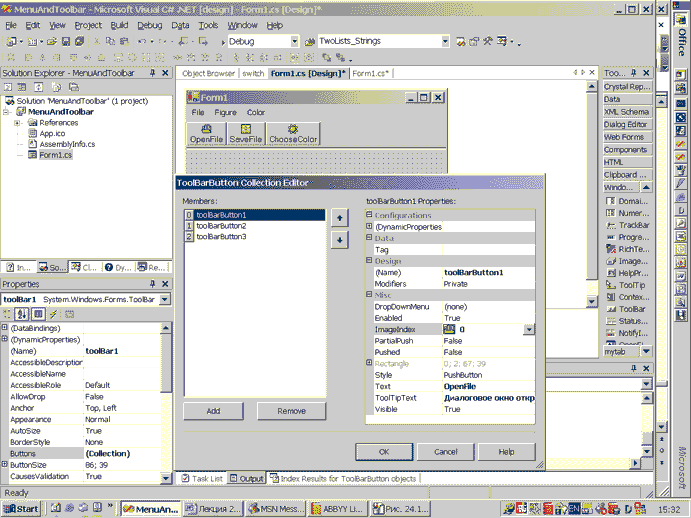 MenuAndToolbar - Microsoft Visual C# .NET [design] - Form1.cs [Design]*
File Edit View Project Build Debug Data Tools Window Help
Debug
TwoLists_Strings
Solution Explorer - MenuAndToolbar
Solution 'MenuAndToolbar' (1 project)
MenuAndToolbar
References
App.ico
AssemblyInfo.cs
Form1.cs
In... So... Cl... Dy... Re...
Object Browser switch Form1.cs [Design]* Form1.cs*
Form1
File Figure Color
OpenFile SaveFile ChooseColor
Too...
Crystal Rep...
Data
XML Schema
Dialog Editor
Web Forms
Components
HTML
Clipboard ...
Windo...
Domai...
Numer...
TrackBar
Progre...
RichTe...
Image...
HelpPr...
ToolTip
Contex...
ToolBar
Status...
NotifyI...
mytab
Office
Microsoft
ToolBarButton Collection Editor
Members:
0 toolBarButton1
1 toolBarButton2
2 toolBarButton3
Add Remove
toolBarButton1 Properties:
Configurations
(DynamicProperties
Data
Tag
Design
(Name) toolBarButton1
Modifiers Private
Misc
DropDownMenu (none)
Enabled True
ImageIndex 0
PartialPush False
Pushed False
Rectangle 0; 2; 67; 39
Style PushButton
Text OpenFile
ToolTipText Диалоговое окно откр
Visible True
OK Cancel Help
Properties
toolBar1 System.Windows.Forms.ToolBar
(DataBindings)
(DynamicProperties)
(Name) toolBar1
AccessibleDescription
AccessibleName
AccessibleRole Default
AllowDrop False
Anchor Top, Left
Appearance Normal
AutoSize True
BorderStyle None
Buttons (Collection)
ButtonSize 86; 39
CausesValidation True
Task List Output Index Results for ToolBarButton objects
Ready
Start MenuAn... Лекция 2... MSN Mess... ABBYY Li... Рис. 24.1... EN 15:32